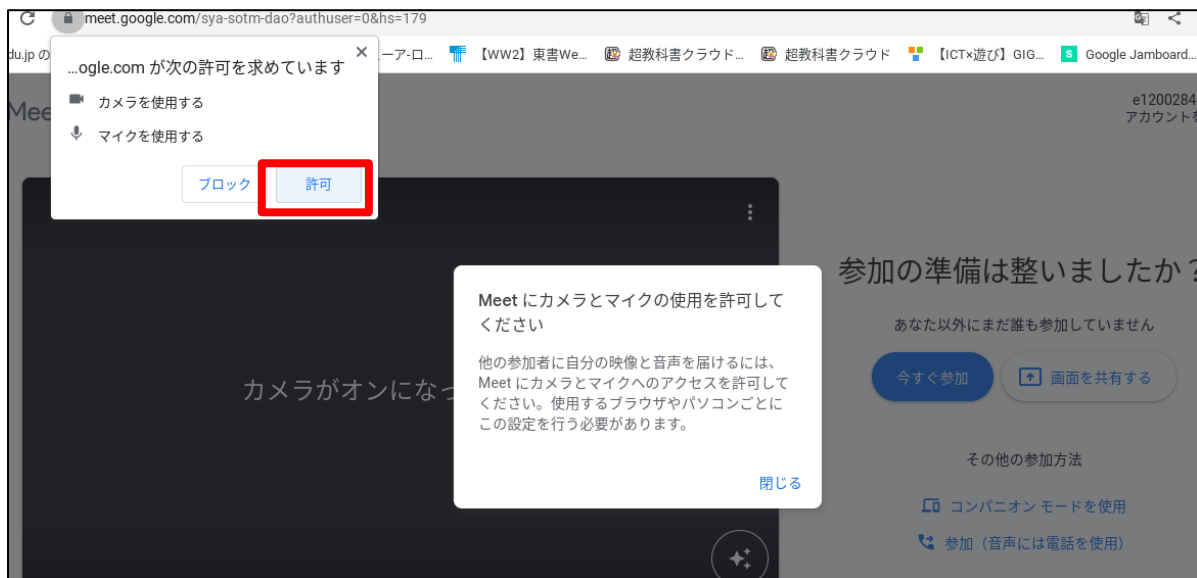 meet.google.com/sya-sotm-dao?authuser=0&hs=179
du.jp の
ーア-ロ...
【WW2】東書We...
超教科書クラウド...
超教科書クラウド
【ICT×遊び】GIG...
S
Google Jamboard...
...ogle.com が次の許可を求めています
カメラを使用する
マイクを使用する
ブロック
許可
Mee
e1200284
アカウントを
カメラがオンになっ
Meet にカメラとマイクの使用を許可して
ください
他の参加者に自分の映像と音声を届けるには、
Meet にカメラとマイクへのアクセスを許可して
ください。使用するブラウザやパソコンごとに
この設定を行う必要があります。
閉じる
参加の準備は整いましたか？
あなた以外にまだ誰も参加していません
今すぐ参加
画面を共有する
その他の参加方法
コンパニオン モードを使用
参加（音声には電話を使用）